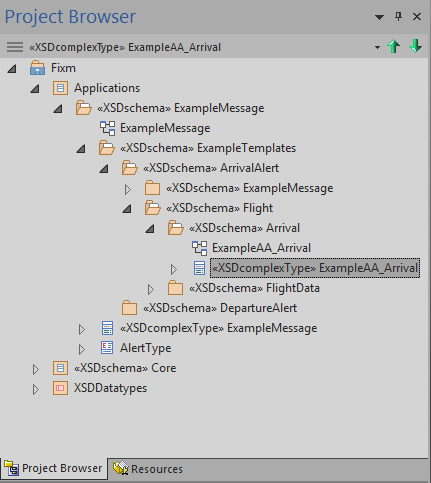 Project Browser
«XSDcomplexType» ExampleAA_Arrival
Fixm
Applications
«XSDschema» ExampleMessage
ExampleMessage
«XSDschema» ExampleTemplates
«XSDschema» ArrivalAlert
«XSDschema» ExampleMessage
«XSDschema» Flight
«XSDschema» Arrival
ExampleAA_Arrival
«XSDcomplexType» ExampleAA_Arrival
«XSDschema» FlightData
«XSDschema» DepartureAlert
«XSDcomplexType» ExampleMessage
AlertType
«XSDschema» Core
XSDDatatypes
Project Browser Resources